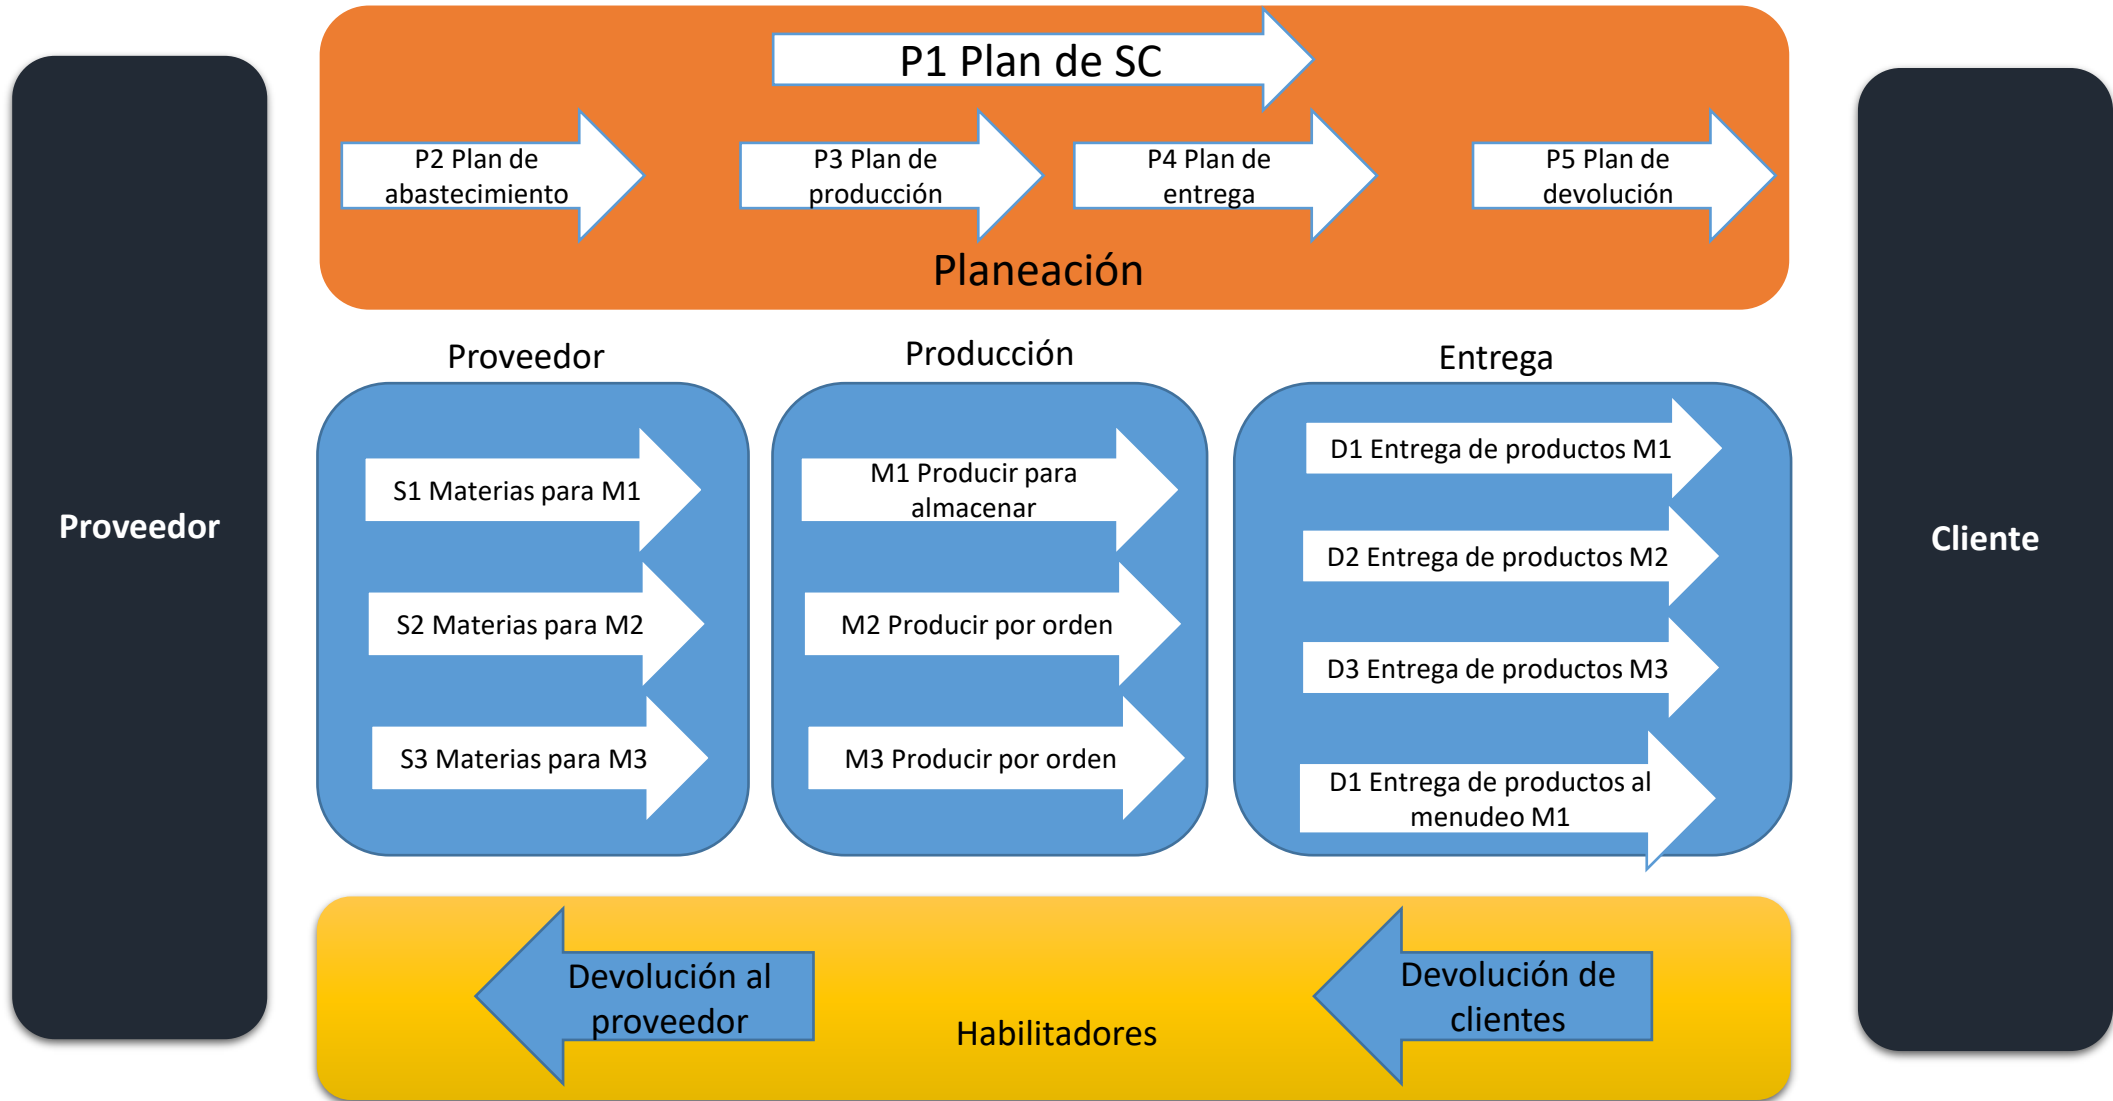 P1 Plan de SC
P2 Plan de
abastecimiento
P3 Plan de
producción
P4 Plan de
entrega
P5 Plan de
devolución
Planeación
Proveedor
Proveedor
S1 Materias para M1
S2 Materias para M2
S3 Materias para M3
Producción
M1 Producir para
almacenar
M2 Producir por orden
M3 Producir por orden
Entrega
D1 Entrega de productos M1
D2 Entrega de productos M2
D3 Entrega de productos M3
D1 Entrega de productos al
menudeo M1
Cliente
Devolución al
proveedor
Habilitadores
Devolución de
clientes